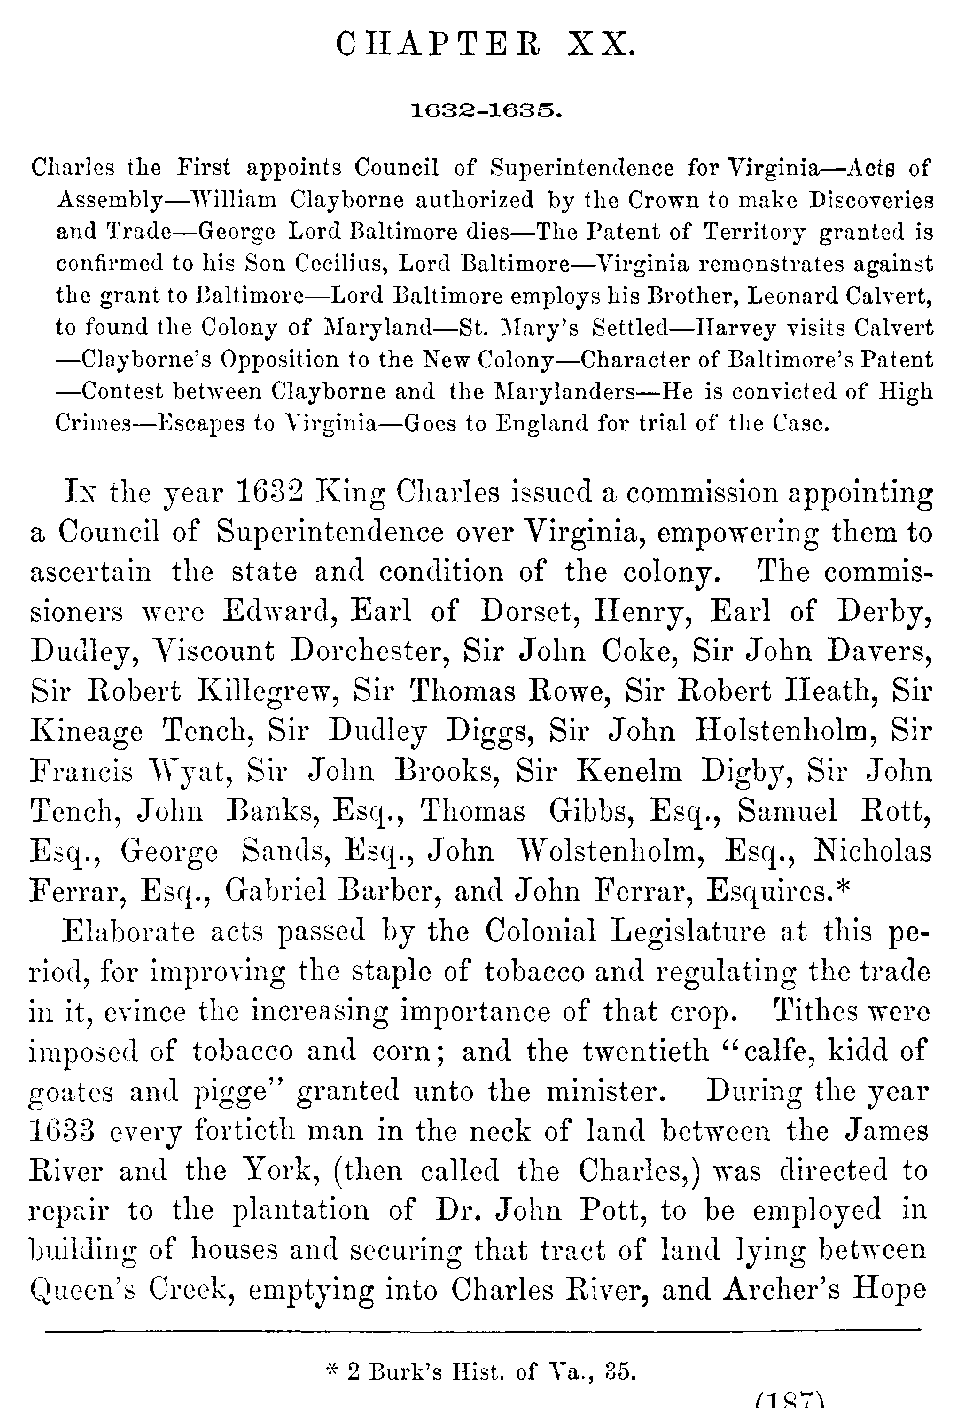 CHAPTER XX.
1632-1635.
Charles the First appoints Council of Superintendence for Virginia—Acts of
Assembly—William Clayborne authorized by the Crown to make Discoveries
and Trade—George Lord Baltimore dies—The Patent of Territory granted is
confirmed to his Son Cecilius, Lord Baltimore—Virginia remonstrates against
the grant to Baltimore—Lord Baltimore employs his Brother, Leonard Calvert,
to found the Colony of Maryland—St. Mary's Settled—Harvey visits Calvert
—Clayborne's Opposition to the New Colony—Character of Baltimore's Patent
—Contest between Clayborne and the Marylanders—He is convicted of High
Crimes—Escapes to Virginia—Goes to England for trial of the Case.
In the year 1632 King Charles issued a commission appointing
a Council of Superintendence over Virginia, empowering them to
ascertain the state and condition of the colony. The commis-
sioners were Edward, Earl of Dorset, Henry, Earl of Derby,
Dudley, Viscount Dorchester, Sir John Coke, Sir John Davers,
Sir Robert Killegrew, Sir Thomas Rowe, Sir Robert Heath, Sir
Kineage Tench, Sir Dudley Diggs, Sir John Holstenholm, Sir
Francis Wyat, Sir John Brooks, Sir Kenelm Digby, Sir John
Tench, John Banks, Esq., Thomas Gibbs, Esq., Samuel Rott,
Esq., George Sands, Esq., John Wolstenholm, Esq., Nicholas
Ferrar, Esq., Gabriel Barber, and John Ferrar, Esquires.*
Elaborate acts passed by the Colonial Legislature at this pe-
riod, for improving the staple of tobacco and regulating the trade
in it, evince the increasing importance of that crop. Tithes were
imposed of tobacco and corn; and the twentieth "calfe, kidd of
goates and pigge" granted unto the minister. During the year
1633 every fortieth man in the neck of land between the James
River and the York, (then called the Charles,) was directed to
repair to the plantation of Dr. John Pott, to be employed in
building of houses and securing that tract of land lying between
Queen's Creek, emptying into Charles River, and Archer's Hope
* 2 Burk's Hist. of Va., 35.
(187)